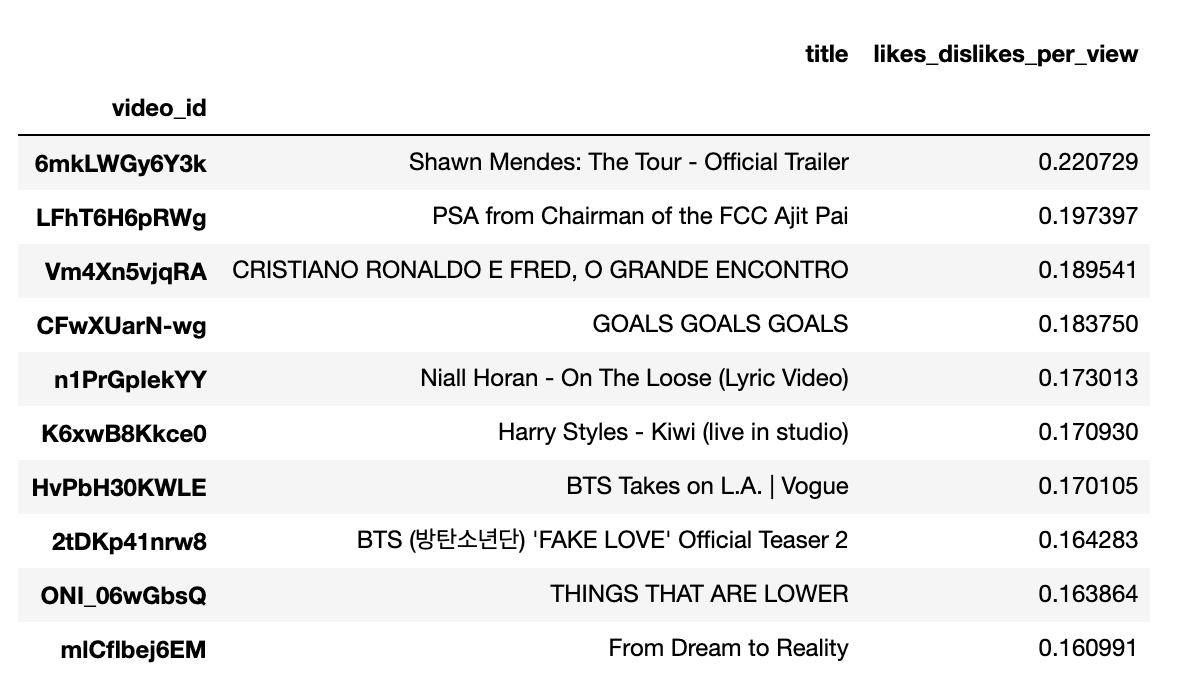 title likes_dislikes_per_view
video_id
6mkLWGy6Y3k Shawn Mendes: The Tour - Official Trailer 0.220729
LFhT6H6pRWg PSA from Chairman of the FCC Ajit Pai 0.197397
Vm4Xn5vjqRA CRISTIANO RONALDO E FRED, O GRANDE ENCONTRO 0.189541
CFwXUarN-wg GOALS GOALS GOALS 0.183750
n1PrGpIekYY Niall Horan - On The Loose (Lyric Video) 0.173013
K6xwB8Kkce0 Harry Styles - Kiwi (live in studio) 0.170930
HvPbH30KWLE BTS Takes on L.A. | Vogue 0.170105
2tDKp41nrw8 BTS (방탄소년단) 'FAKE LOVE' Official Teaser 2 0.164283
ONI_06wGbsQ THINGS THAT ARE LOWER 0.163864
mlCflbej6EM From Dream to Reality 0.160991